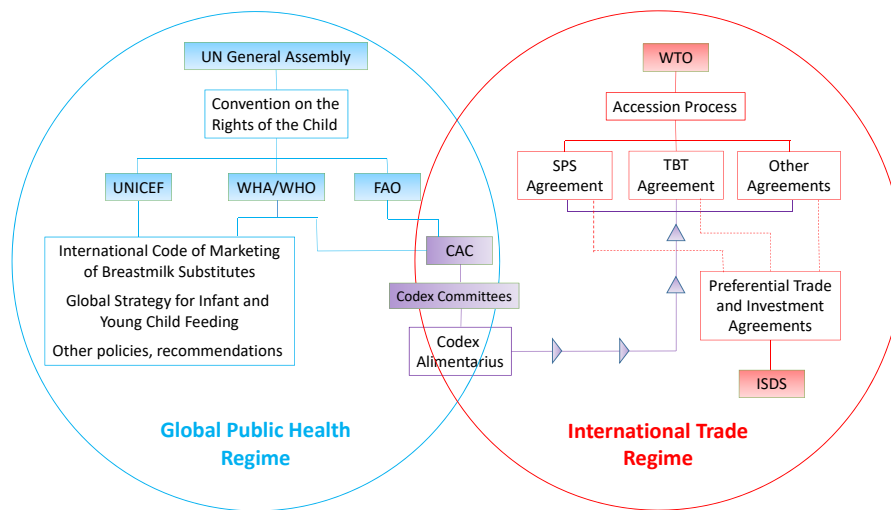 UN General Assembly
Convention on the
Rights of the Child
UNICEF
WHA/WHO
FAO
International Code of Marketing
of Breastmilk Substitutes
Global Strategy for Infant and
Young Child Feeding
Other policies, recommendations
CAC
Codex Committees
Codex
Alimentarius
Global Public Health
Regime
WTO
Accession Process
SPS
Agreement
TBT
Agreement
Other
Agreements
Preferential Trade
and Investment
Agreements
ISDS
International Trade
Regime